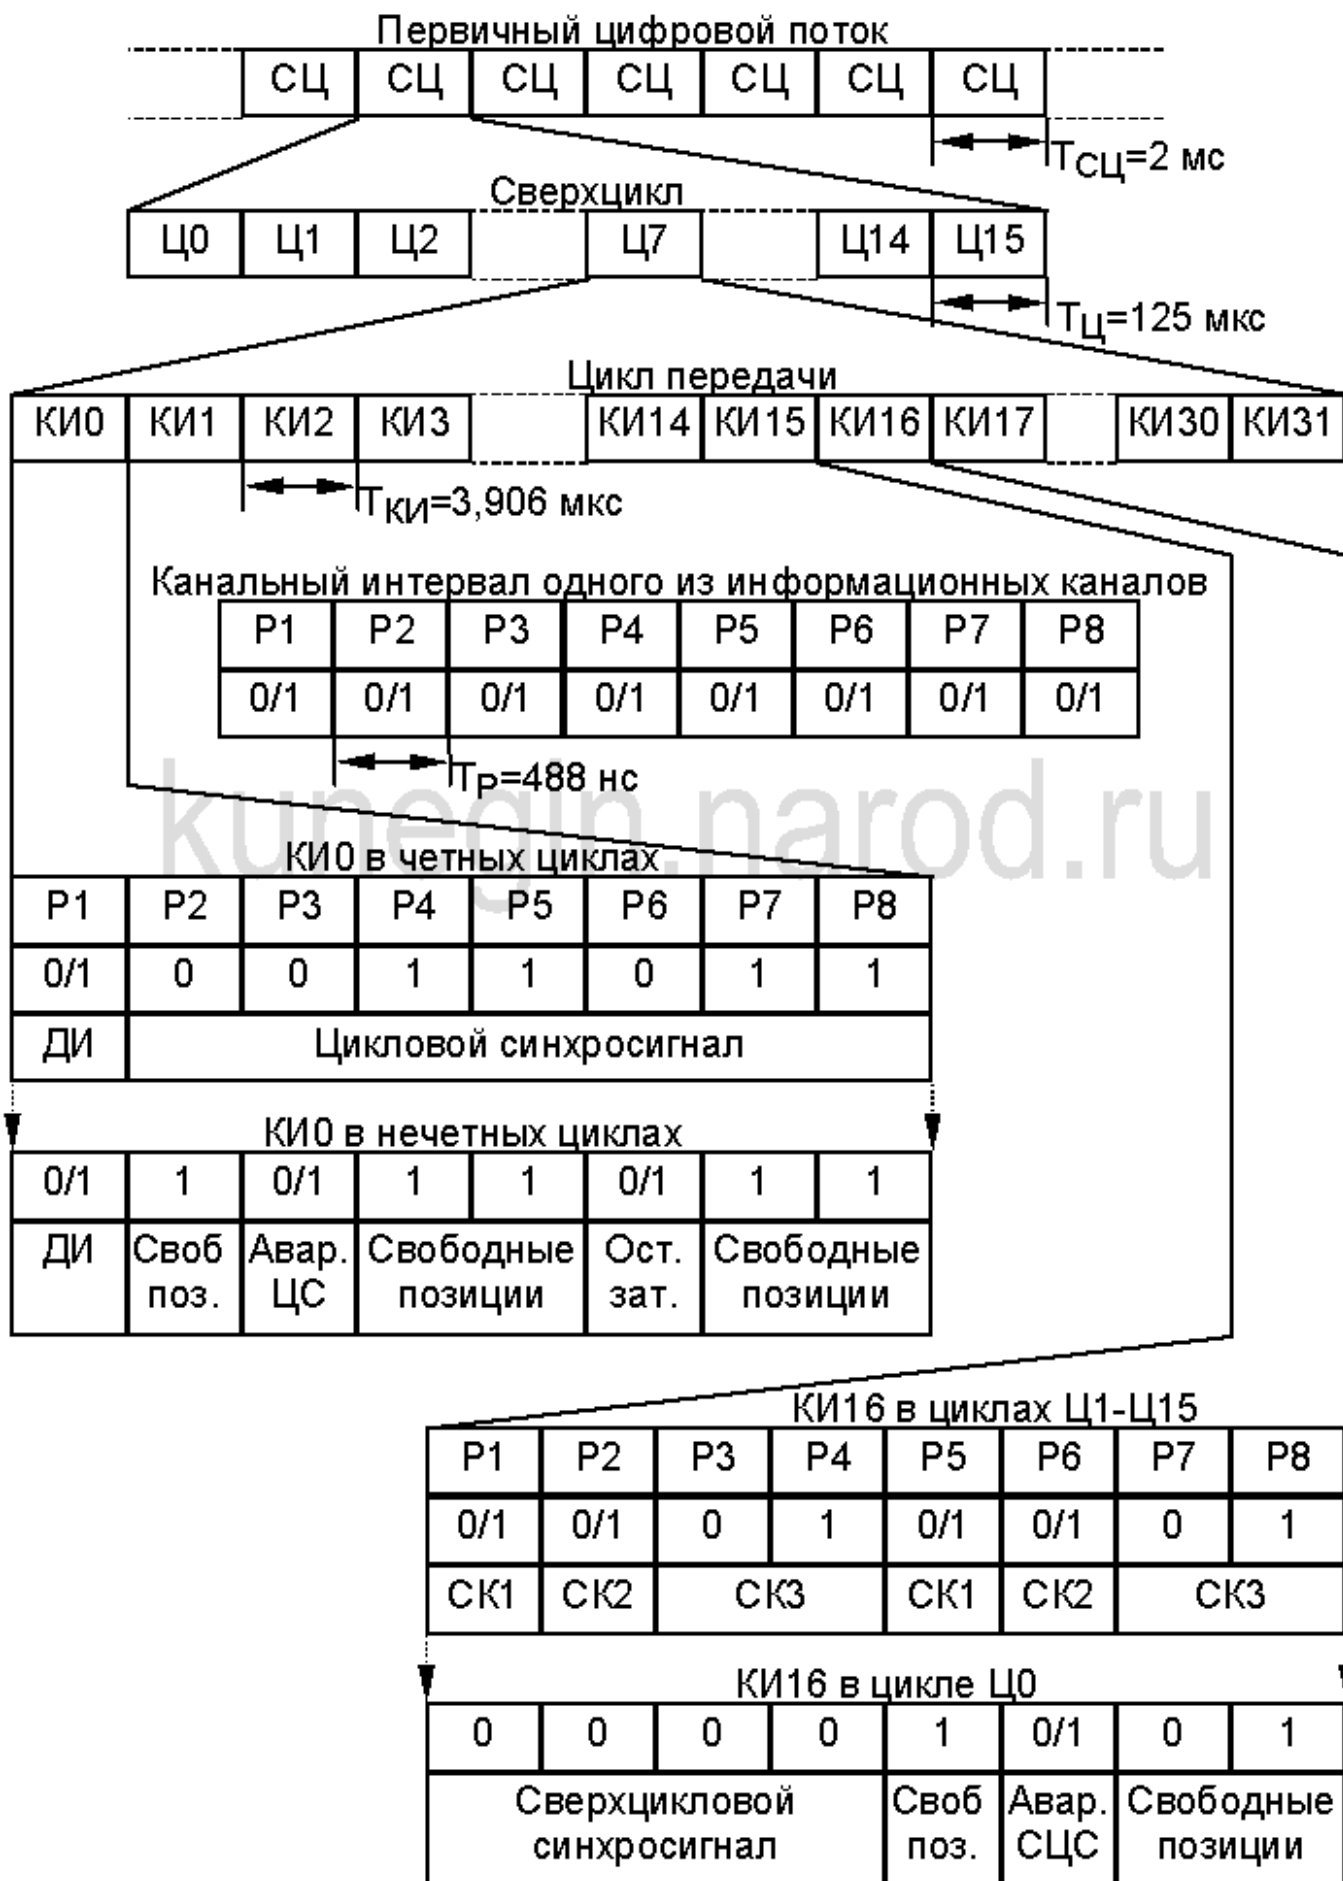 Первичный цифровой поток
СЦ СЦ СЦ СЦ СЦ СЦ СЦ
TСЦ=2 мс
Сверхцикл
Ц0 Ц1 Ц2 Ц7 Ц14 Ц15
TЦ=125 мкс
Цикл передачи
КИ0 КИ1 КИ2 КИ3 КИ14 КИ15 КИ16 КИ17 КИ30 КИ31
TКИ=3,906 мкс
Канальный интервал одного из информационных каналов
Р1 Р2 Р3 Р4 Р5 Р6 Р7 Р8
0/1 0/1 0/1 0/1 0/1 0/1 0/1 0/1
TР=488 нс
kunegin.narod.ru
КИ0 в четных циклах
Р1 Р2 Р3 Р4 Р5 Р6 Р7 Р8
0/1 0 0 1 1 0 1 1
ДИ Цикловой синхросигнал
КИ0 в нечетных циклах
0/1 1 0/1 1 1 0/1 1 1
ДИ Своб Авар. Свободные Ост. Свободные
поз. ЦС позиции зат. позиции
КИ16 в циклах Ц1-Ц15
Р1 Р2 Р3 Р4 Р5 Р6 Р7 Р8
0/1 0/1 0 1 0/1 0/1 0 1
СК1 СК2 СК3 СК1 СК2 СК3
КИ16 в цикле Ц0
0 0 0 0 1 0/1 0 1
Сверхцикловой Своб Авар. Свободные
синхросигнал поз. СЦС позиции